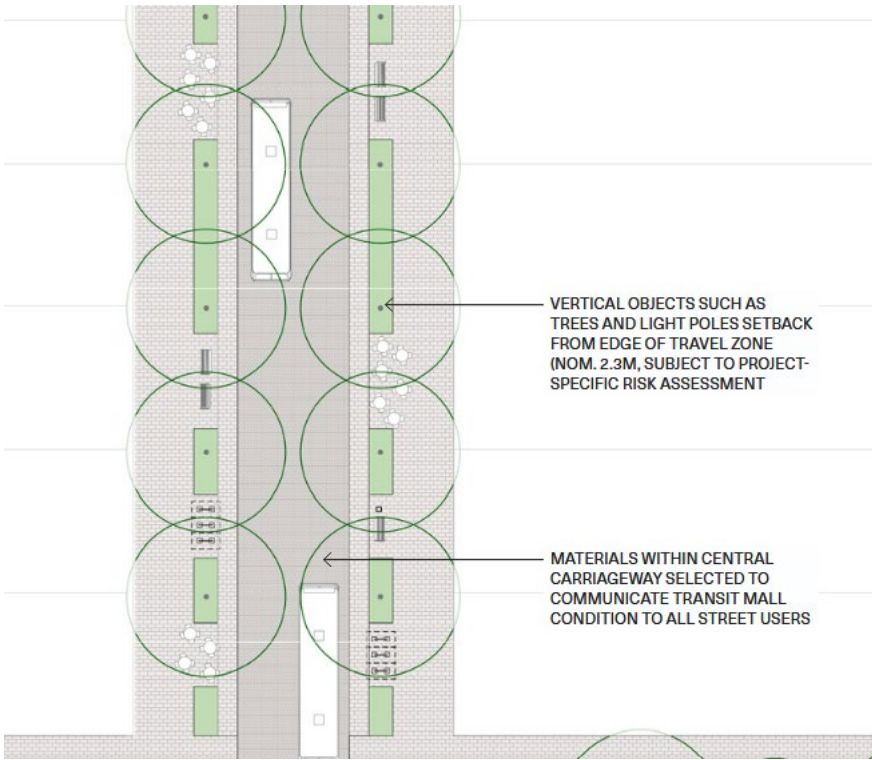 VERTICAL OBJECTS SUCH AS
TREES AND LIGHT POLES SETBACK
FROM EDGE OF TRAVEL ZONE
(NOM. 2.3M, SUBJECT TO PROJECT-
SPECIFIC RISK ASSESSMENT
MATERIALS WITHIN CENTRAL
CARRIAGEWAY SELECTED TO
COMMUNICATE TRANSIT MALL
CONDITION TO ALL STREET USERS